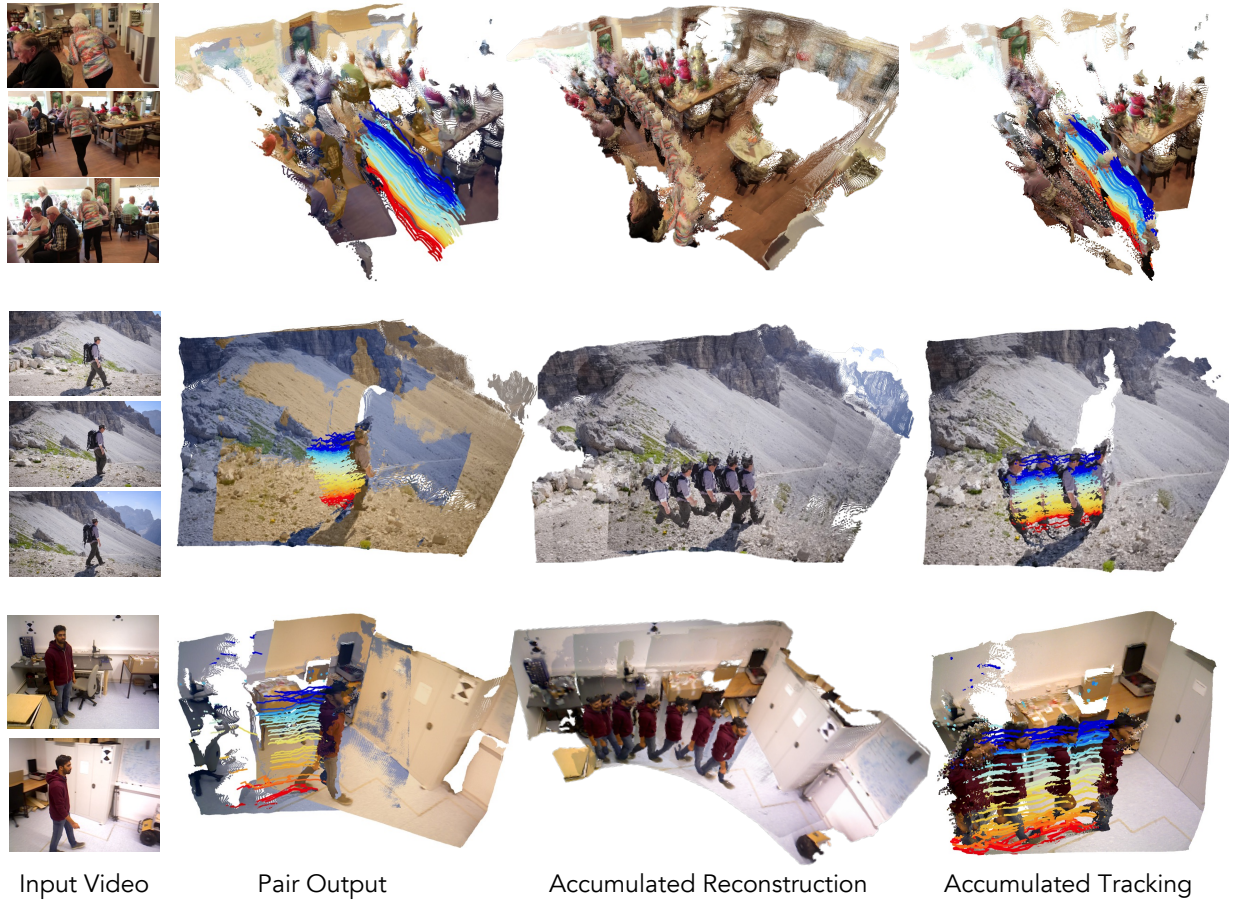 Input Video
Pair Output
Accumulated Reconstruction
Accumulated Tracking